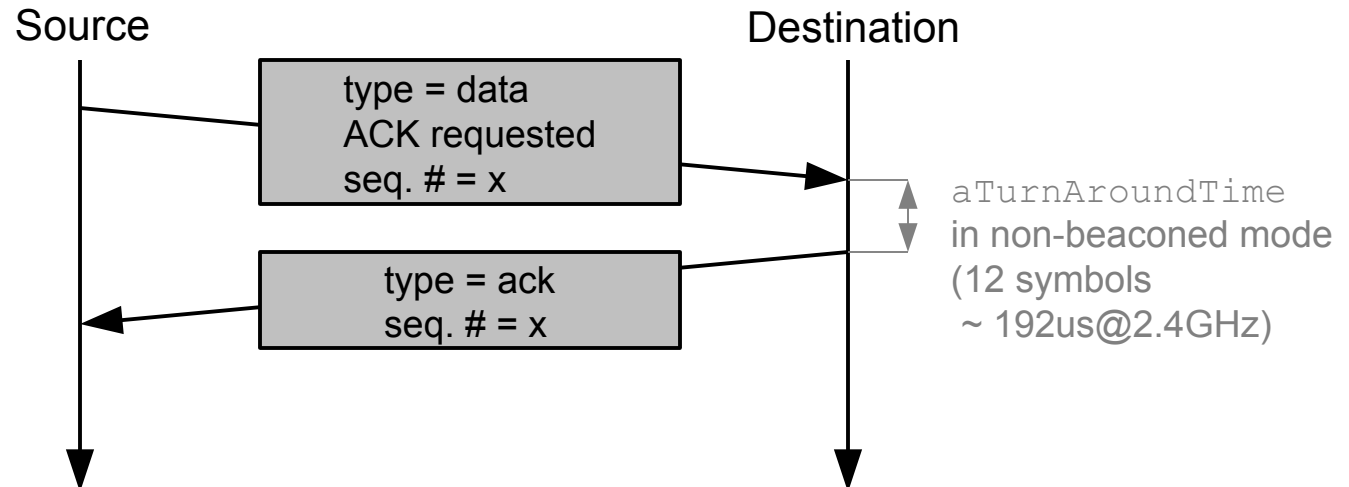 Source
Destination
type = data
ACK requested
seq. # = x
aTurnAroundTime
in non-beaconed mode
(12 symbols
~ 192us@2.4GHz)
type = ack
seq. # = x